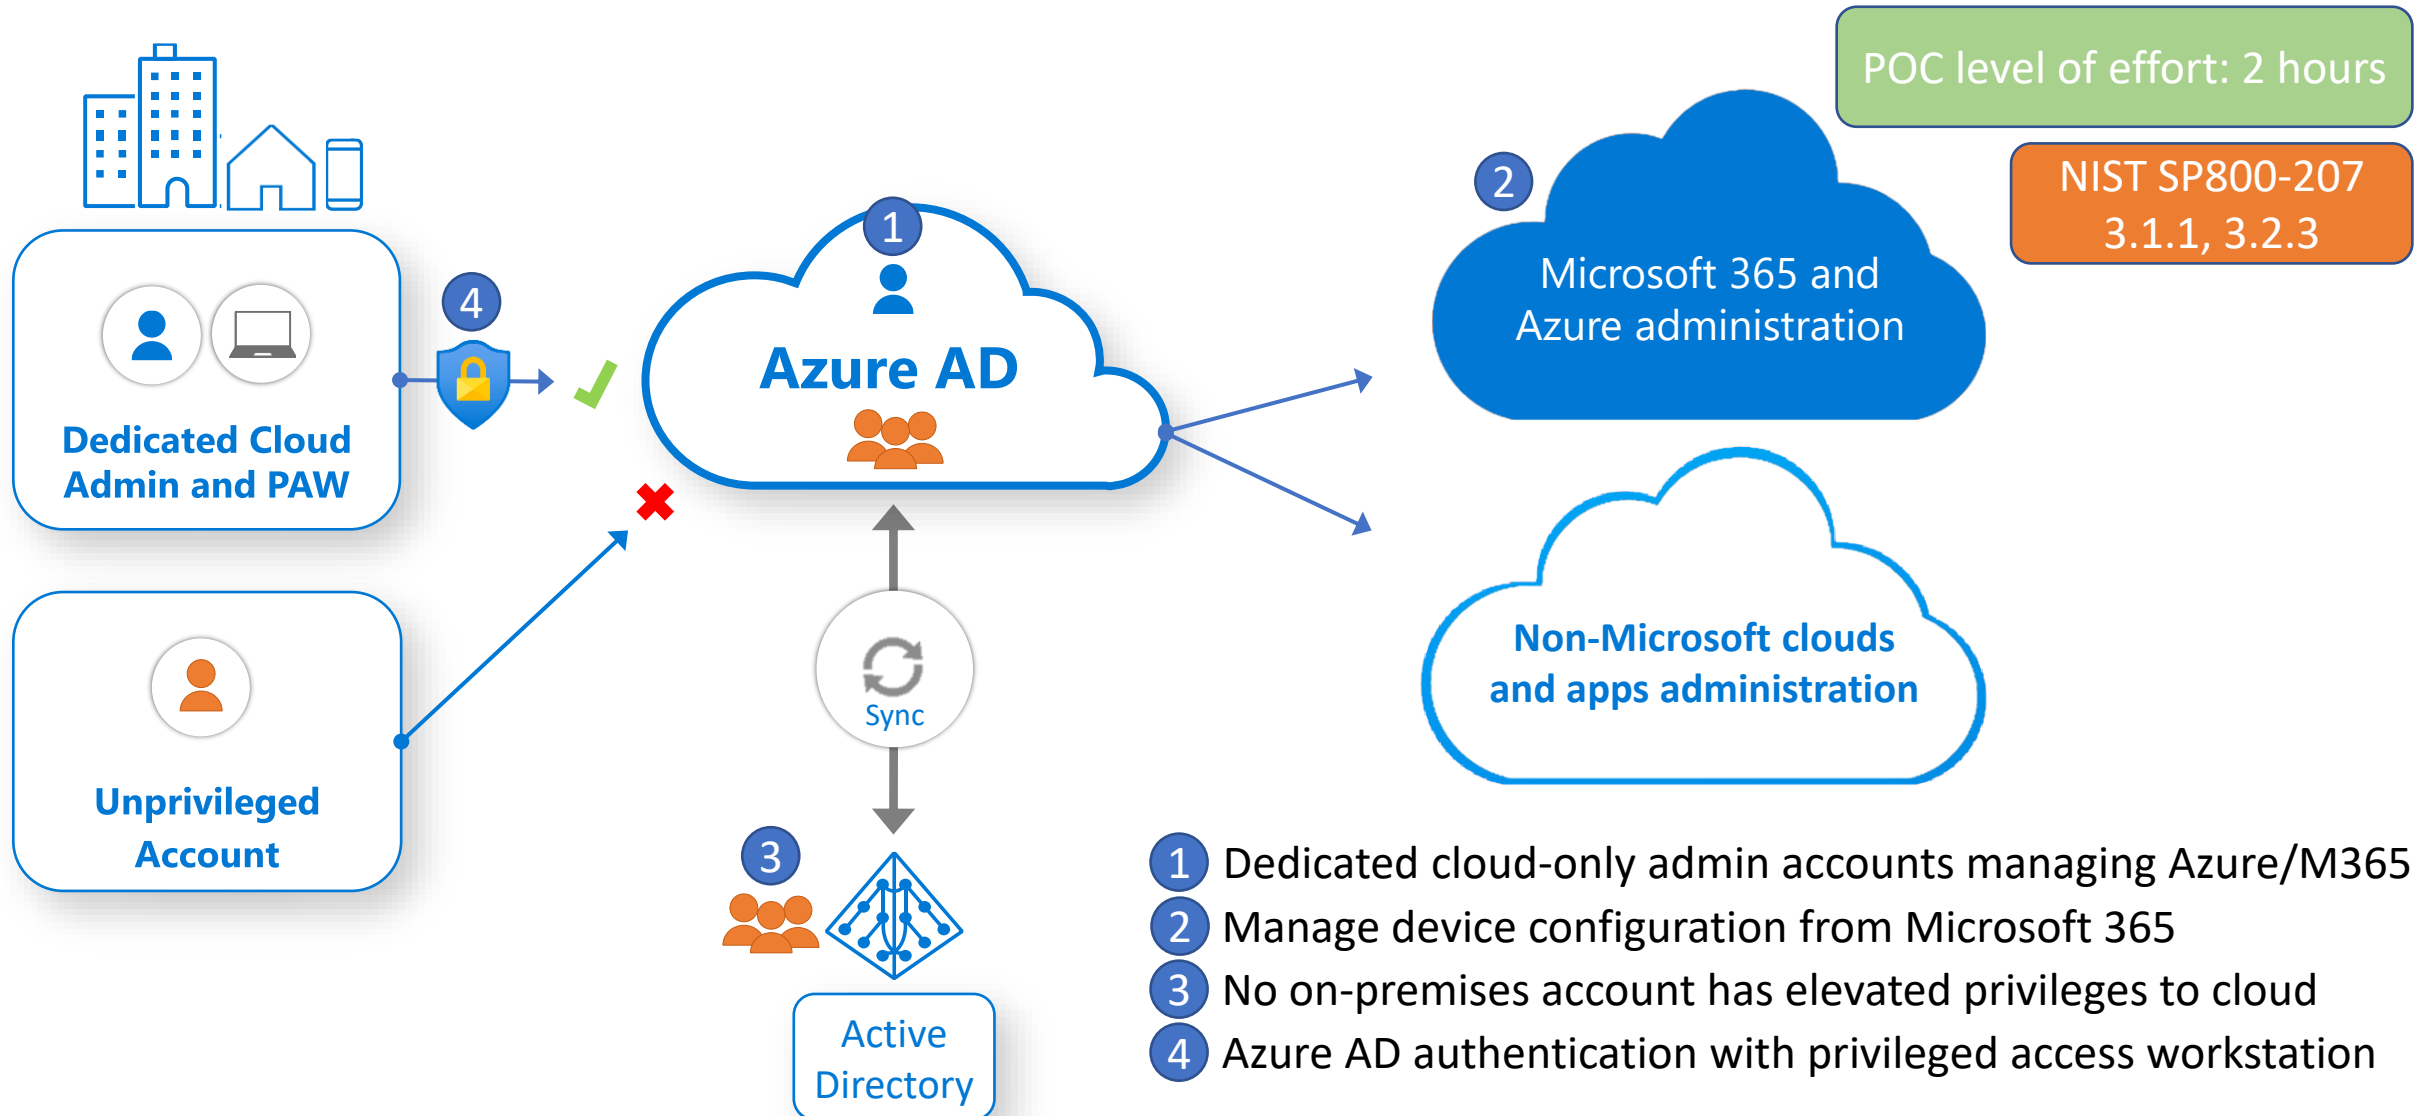 POC level of effort: 2 hours
NIST SP800-207
3.1.1, 3.2.3
1
2
Microsoft 365 and
Azure administration
4
Azure AD
Dedicated Cloud
Admin and PAW
Non-Microsoft clouds
and apps administration
Sync
Unprivileged
Account
3
Active
Directory
1 Dedicated cloud-only admin accounts managing Azure/M365
2 Manage device configuration from Microsoft 365
3 No on-premises account has elevated privileges to cloud
4 Azure AD authentication with privileged access workstation